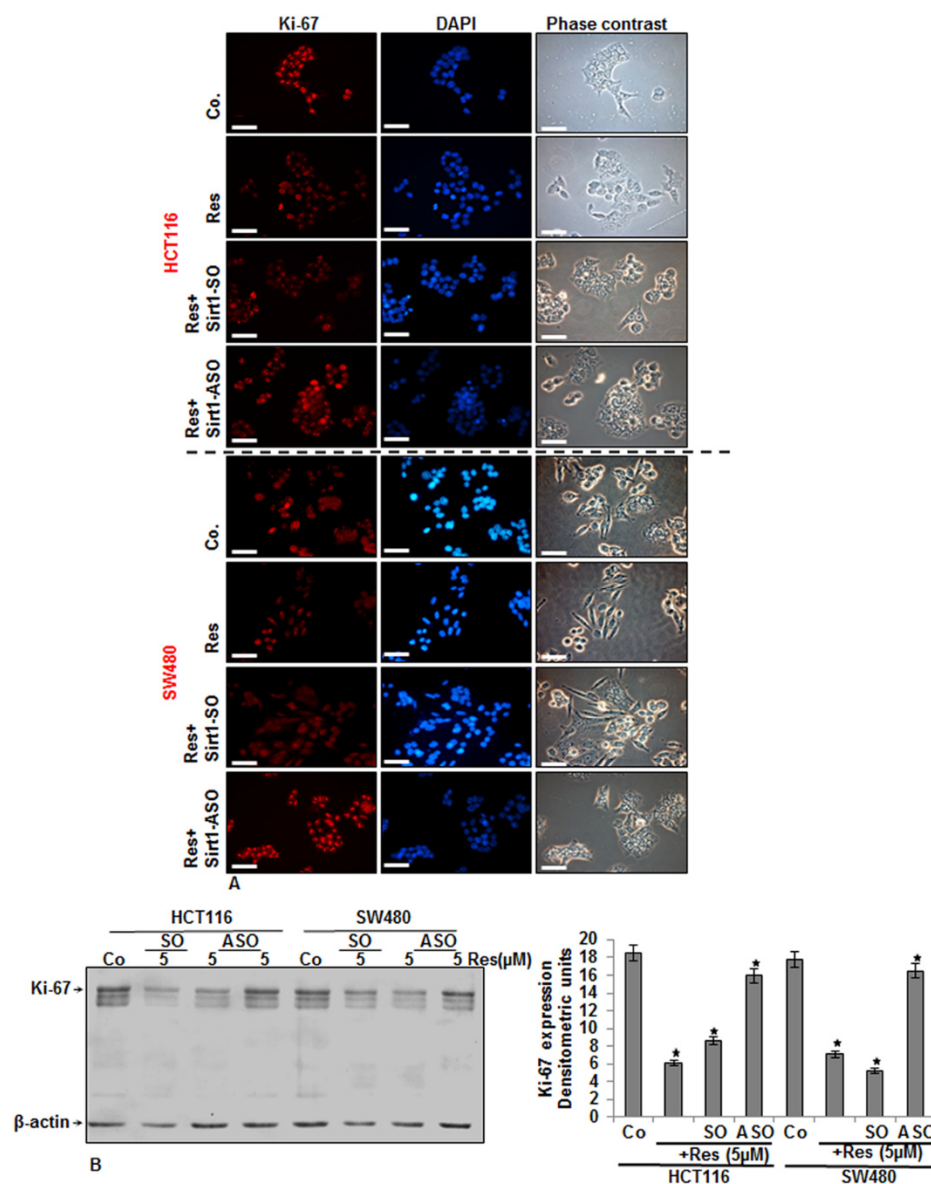 Ki-67 DAPI Phase contrast
HCT116
Co.
Res
Res+
Sirt1-SO
Res+
Sirt1-ASO
SW480
Co.
Res
Res+
Sirt1-SO
Res+
Sirt1-ASO
A
HCT116 SW480
SO ASO SO ASO
Co 5 5 5 Co 5 5 5 Res(µM)
Ki-67
β-actin
B
Ki-67 expression
Densitometric units
20
18
16
14
12
10
8
6
4
2
0
Co SO ASO Co SO ASO
+Res (5µM) +Res (5µM)
HCT116 SW480